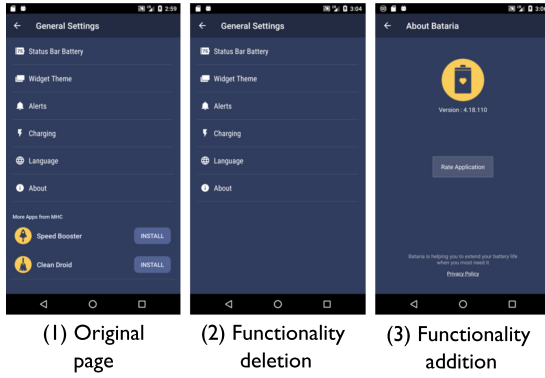 2:59
General Settings
Status Bar Battery
Widget Theme
Alerts
Charging
Language
About
More Apps from MHC
Speed Booster
INSTALL
Clean Droid
INSTALL
3:04
General Settings
Status Bar Battery
Widget Theme
Alerts
Charging
Language
About
About Bataria
Version : 4.18.110
Rate Application
Bataria is helping you to extend your battery life
when you most need it
Privacy Policy
(1) Original
page
(2) Functionality
deletion
(3) Functionality
addition